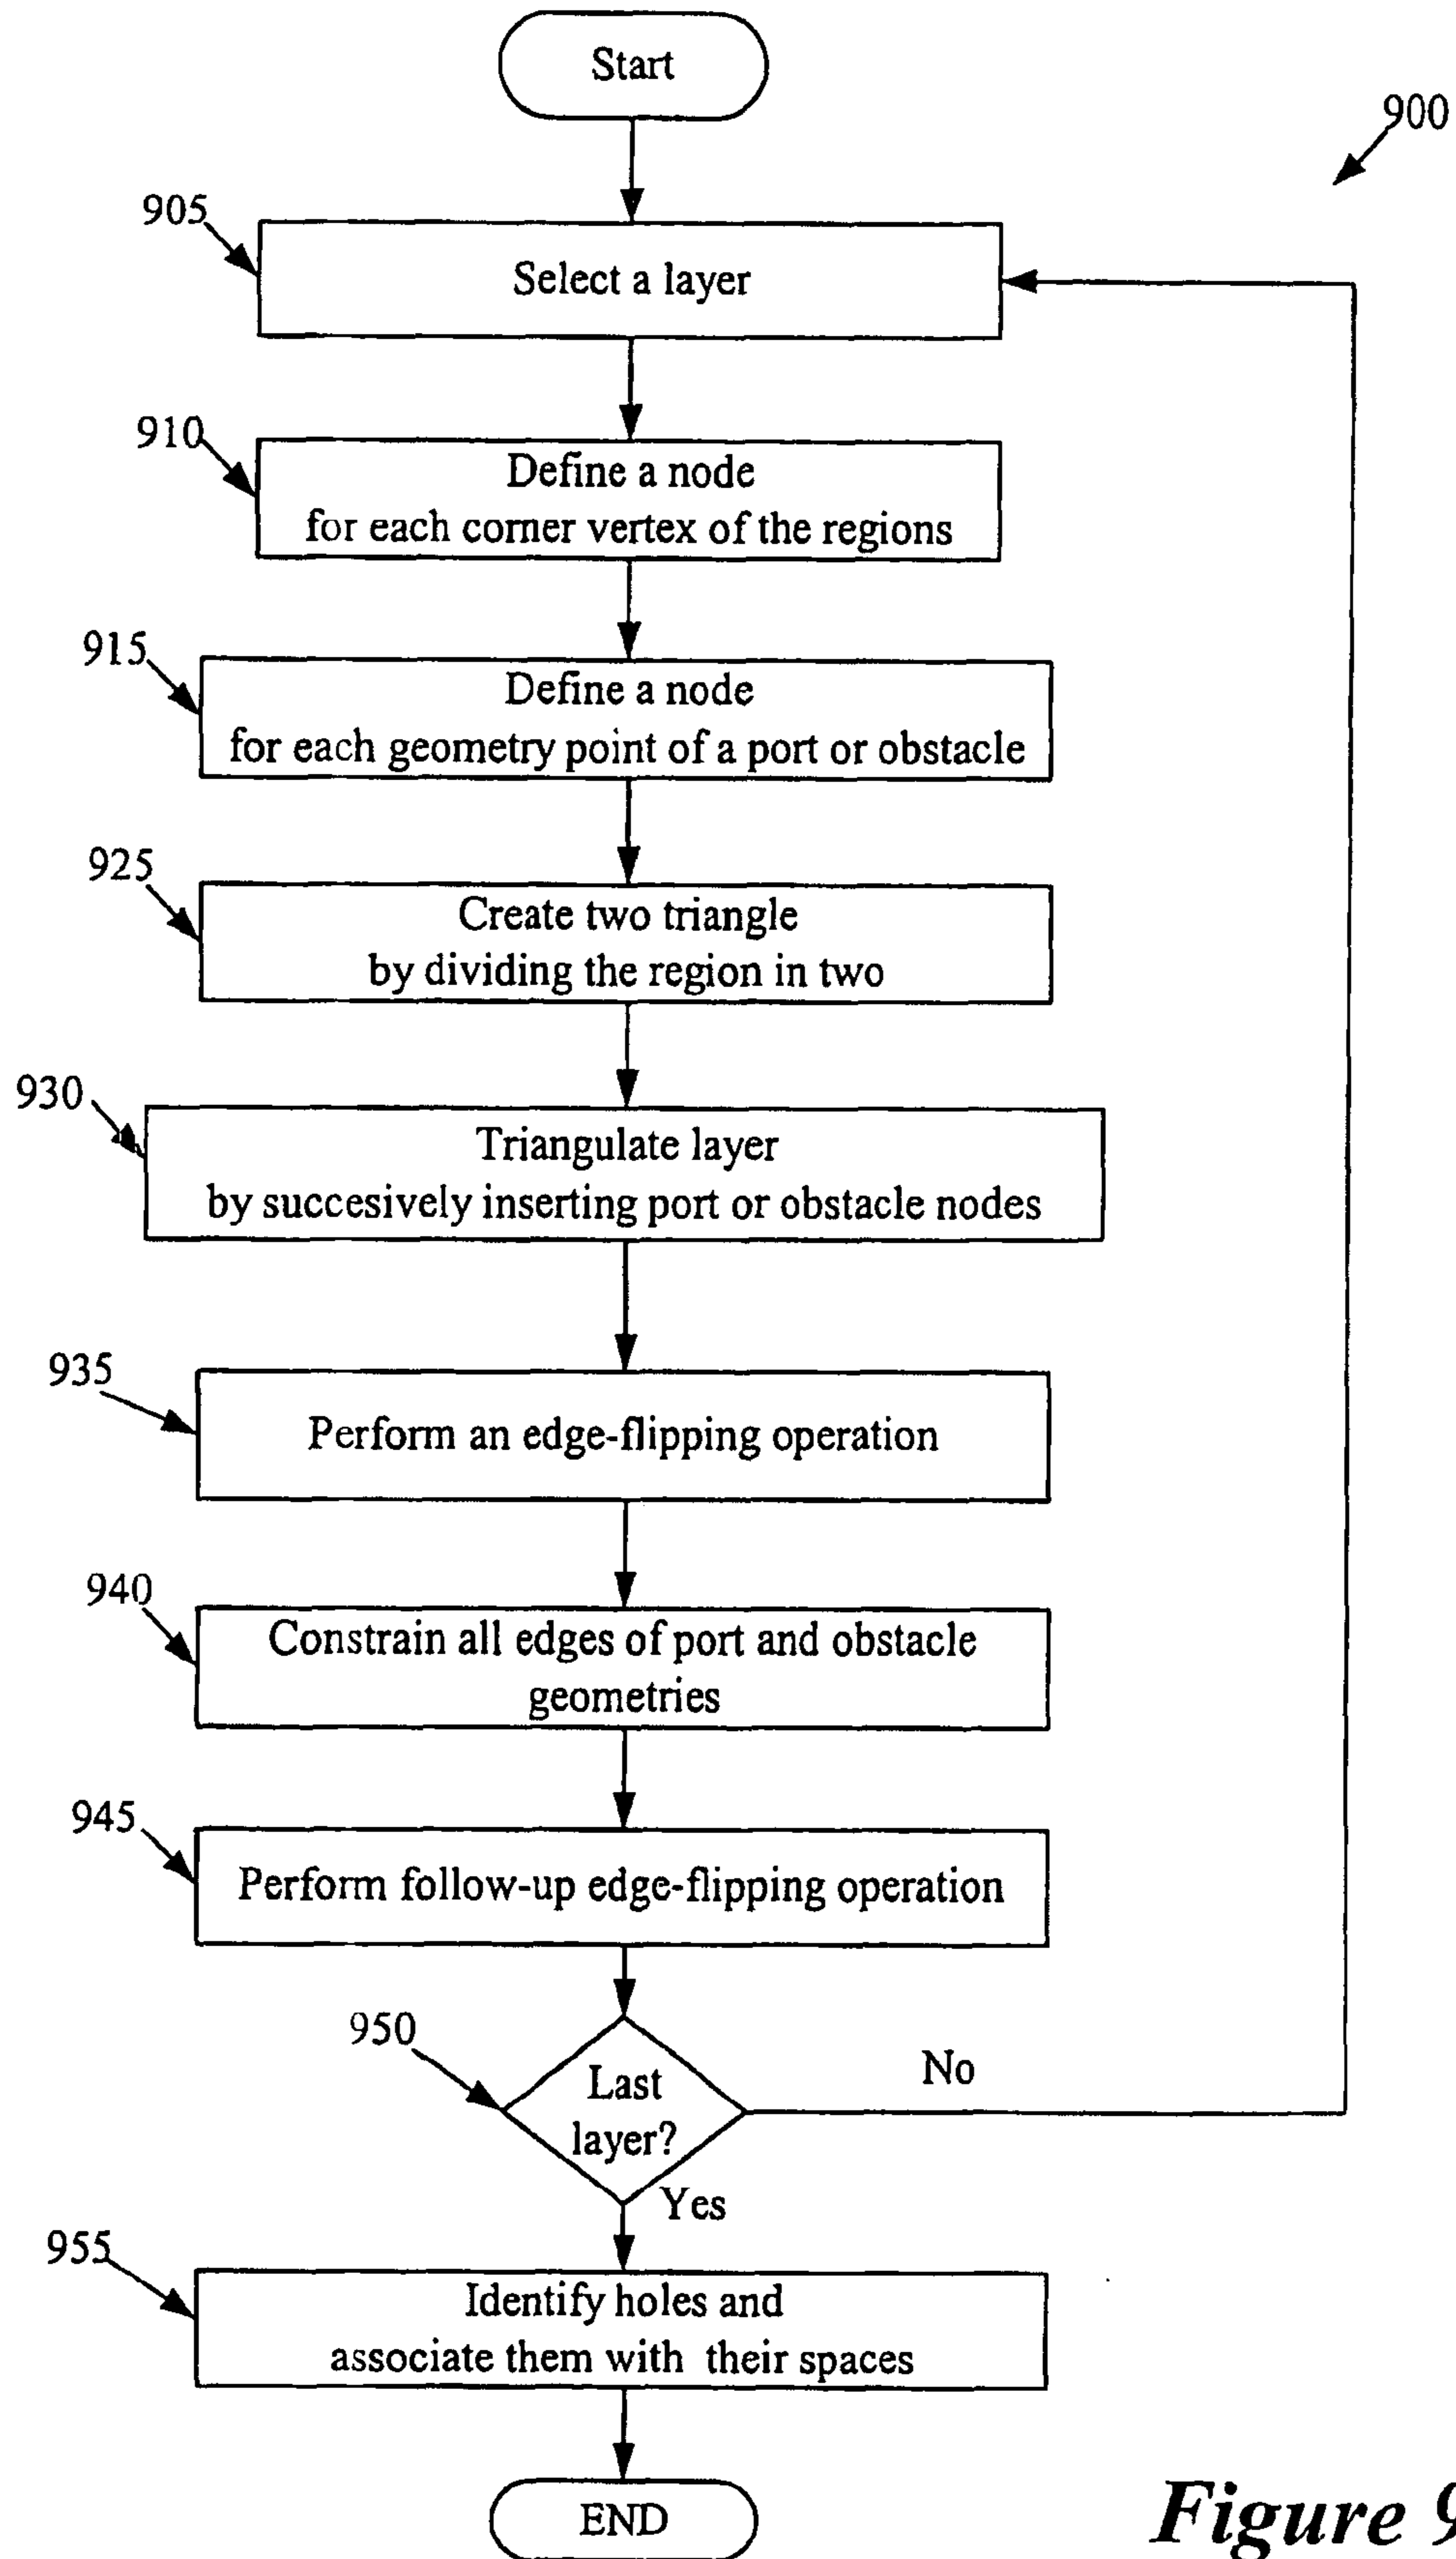 Start
900
905
Select a layer
910
Define a node
for each corner vertex of the regions
915
Define a node
for each geometry point of a port or obstacle
925
Create two triangle
by dividing the region in two
930
Triangulate layer
by succesively inserting port or obstacle nodes
935
Perform an edge-flipping operation
940
Constrain all edges of port and obstacle
geometries
945
Perform follow-up edge-flipping operation
950
Last
layer?
No
Yes
955
Identify holes and
associate them with their spaces
END
Figure 9